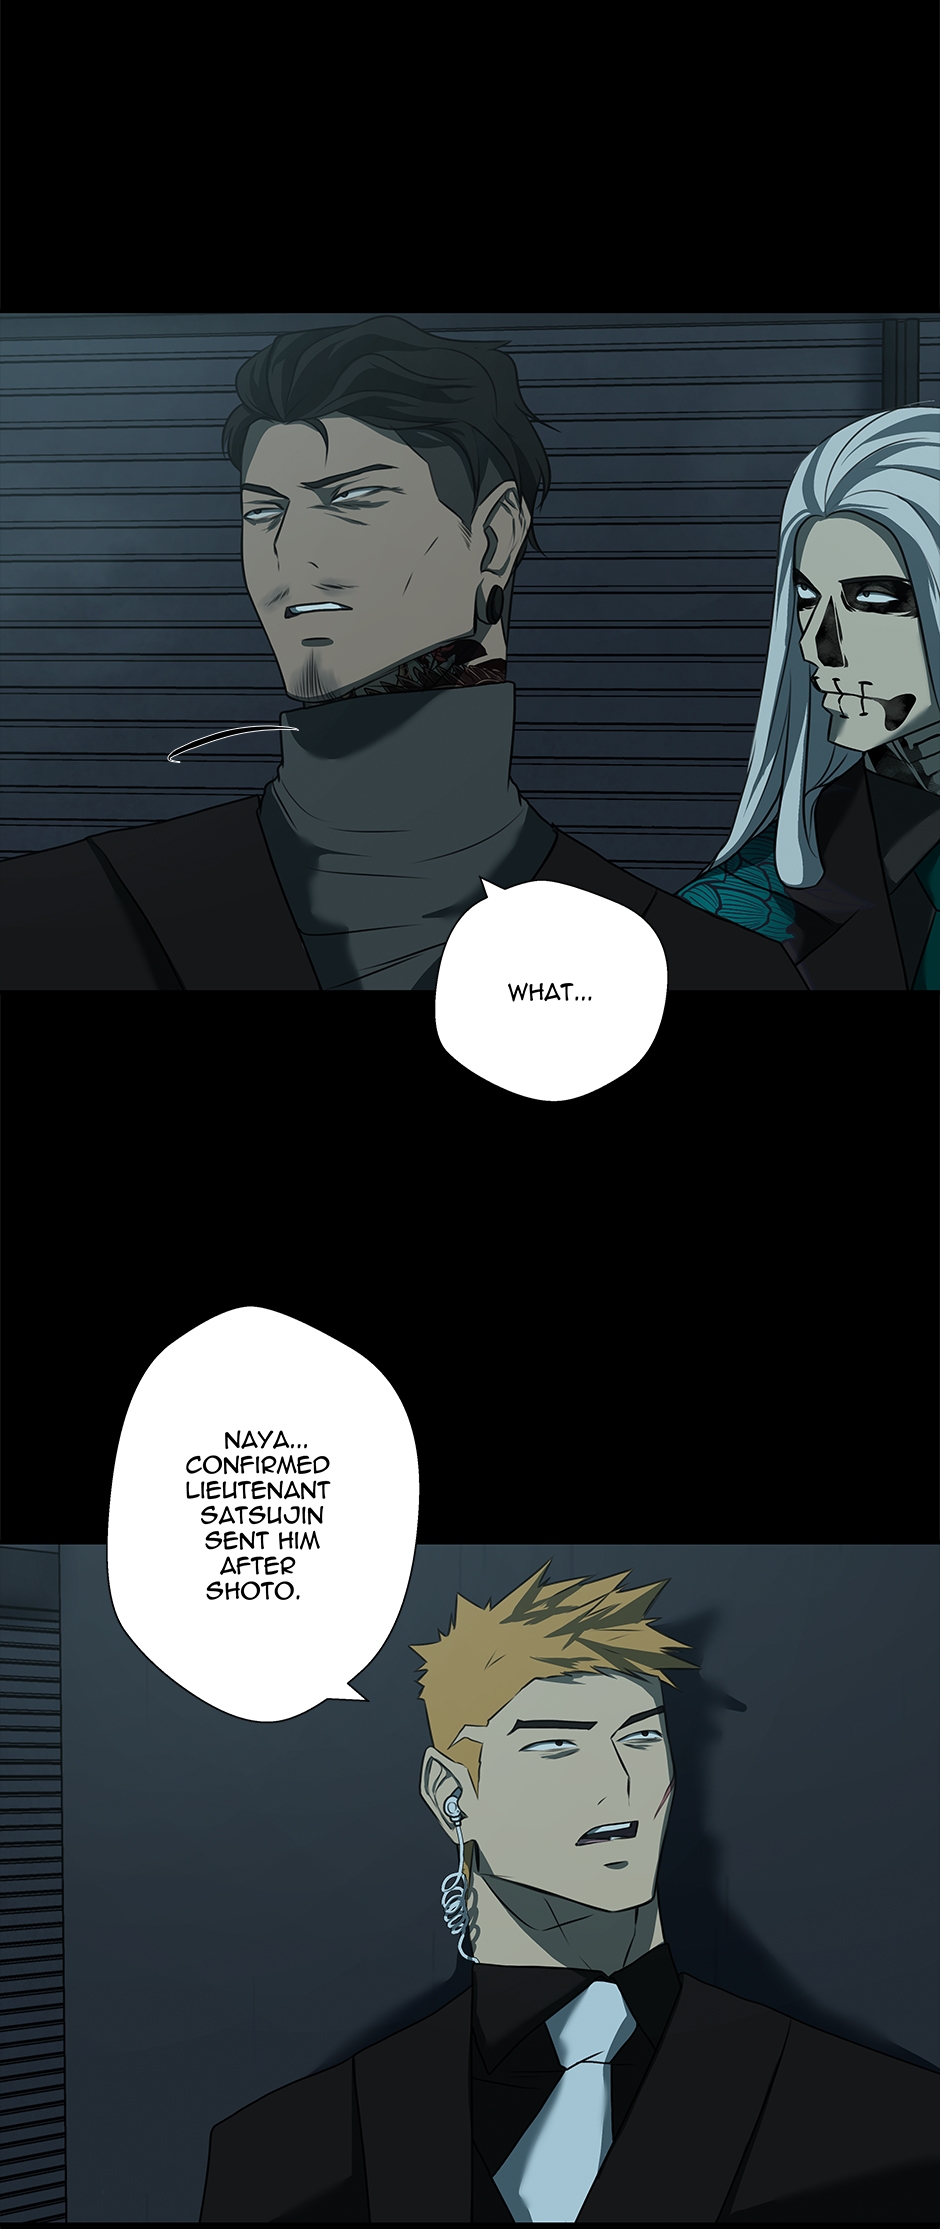 WHAT...
NAYA...
CONFIRMED
LIEUTENANT
SATSUJIN
SENT HIM
AFTER
SHOTO.